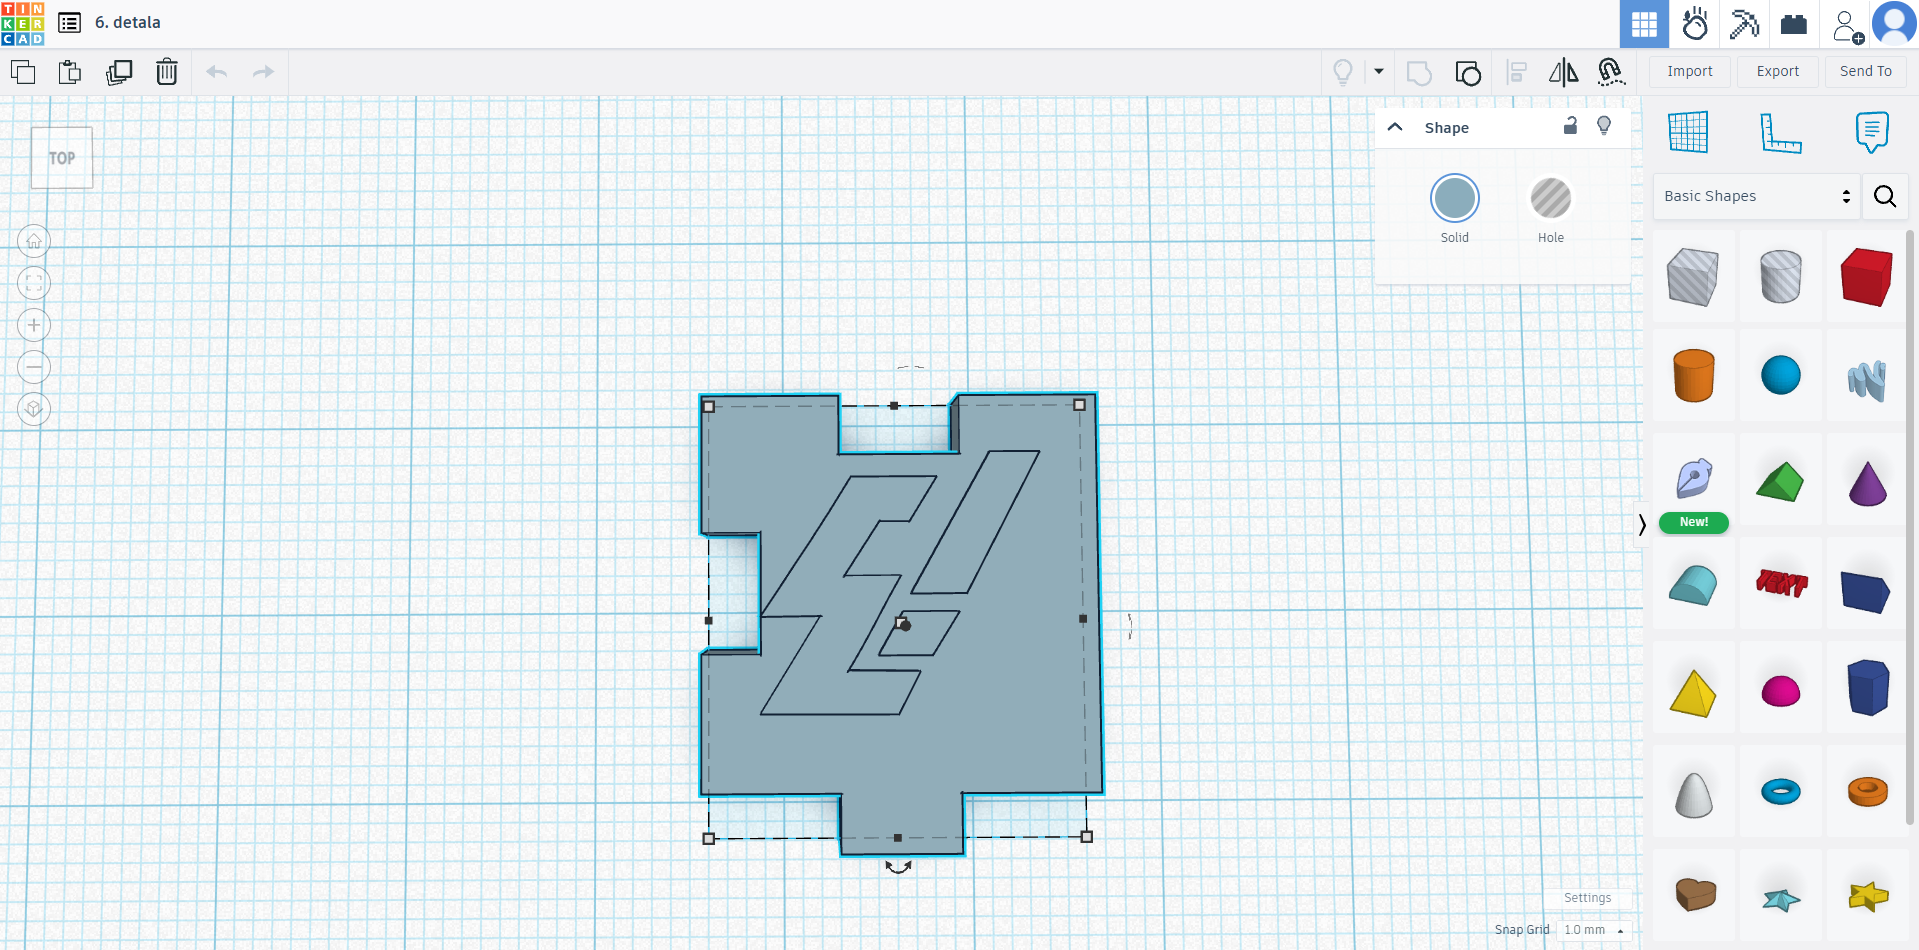 TIN
KER
CAD
6. detala
Import
Export
Send To
TOP
Shape
Solid
Hole
Basic Shapes
New!
TEXT
Settings
Snap Grid
1.0 mm